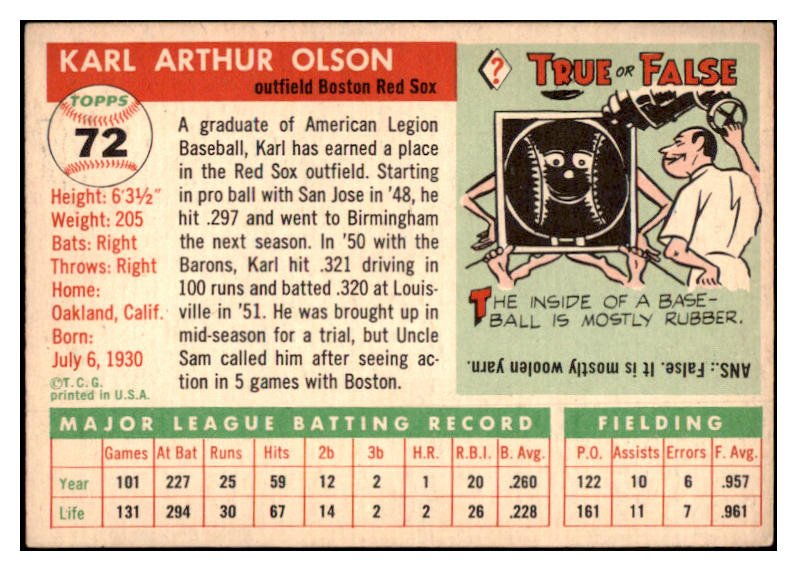 KARL ARTHUR OLSON
outfield Boston Red Sox
TOPPS
72
Height: 6'3½"
Weight: 205
Bats: Right
Throws: Right
Home:
Oakland, Calif.
Born:
July 6, 1930
©T.C.G.
printed in U.S.A.
A graduate of American Legion
Baseball, Karl has earned a place
in the Red Sox outfield. Starting
in pro ball with San Jose in '48, he
hit .297 and went to Birmingham
the next season. In '50 with the
Barons, Karl hit .321 driving in
100 runs and batted .320 at Louis-
ville in '51. He was brought up in
mid-season for a trial, but Uncle
Sam called him after seeing ac-
tion in 5 games with Boston.
? TRUE OR FALSE
THE INSIDE OF A BASE-
BALL IS MOSTLY RUBBER.
ANS.: False. It is mostly woolen yarn.
MAJOR LEAGUE BATTING RECORD FIELDING
Games At Bat Runs Hits 2b 3b H.R. R.B.I. B. Avg. P.O. Assists Errors F. Avg.
Year 101 227 25 59 12 2 1 20 .260 122 10 6 .957
Life 131 294 30 67 14 2 2 26 .228 161 11 7 .961